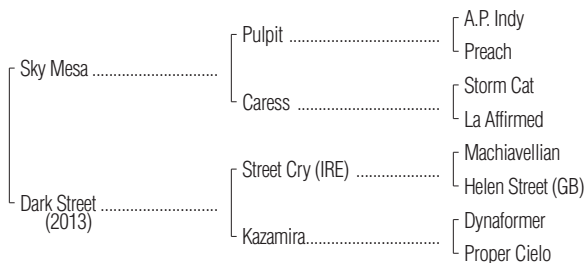 A.P. Indy
Pulpit
Preach
Sky Mesa
Storm Cat
Caress
La Affirmed
Machiavellian
Street Cry (IRE)
Helen Street (GB)
Dark Street
(2013)
Dynaformer
Kazamira
Proper Cielo